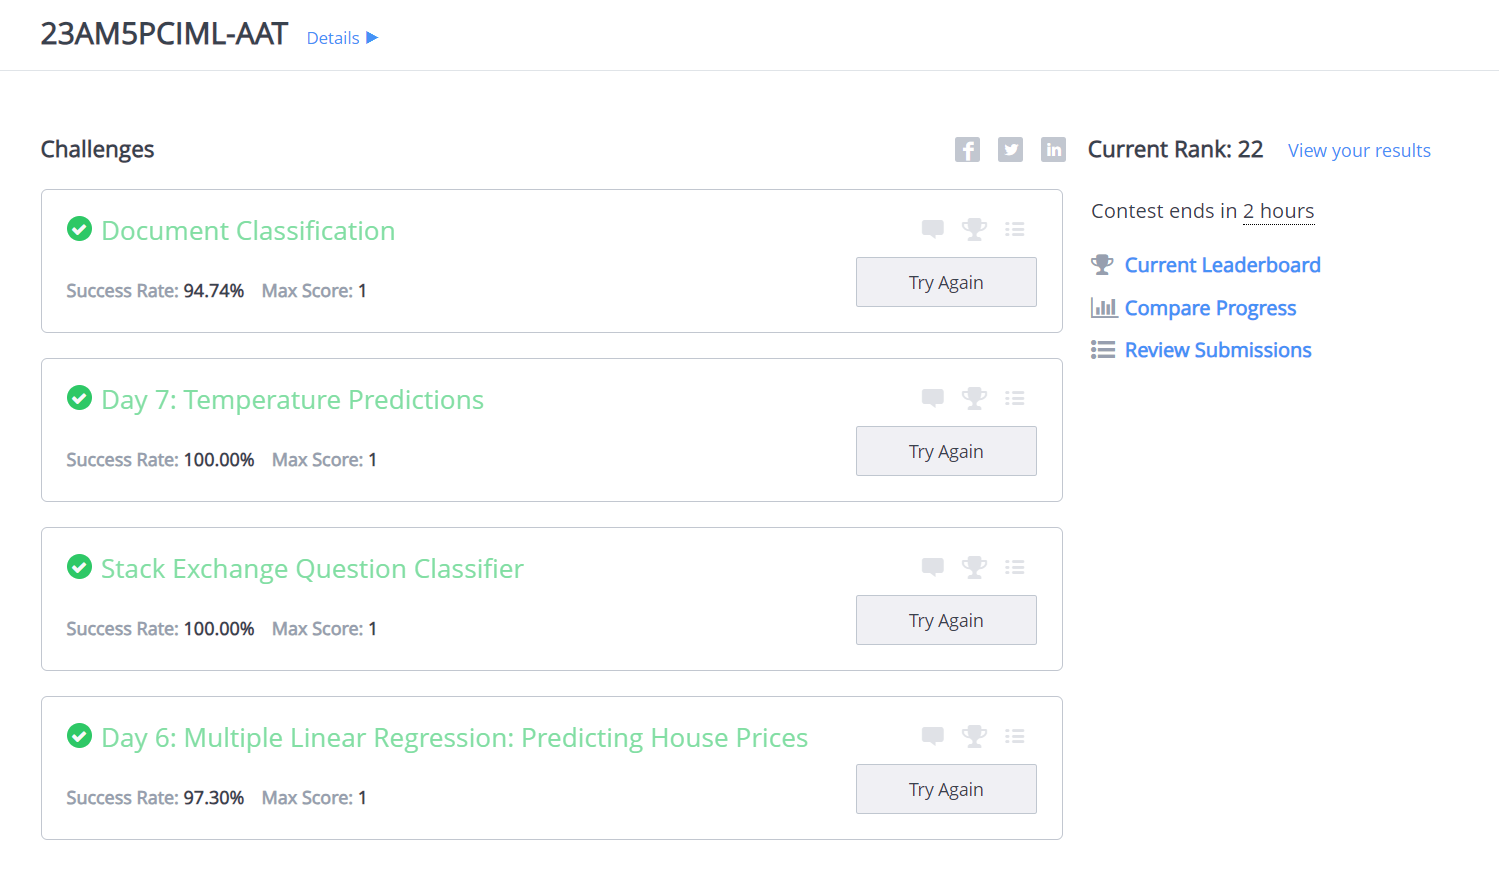 23AM5PCIML-AAT Details
Challenges
Current Rank: 22 View your results
Document Classification
Success Rate: 94.74% Max Score: 1
Try Again
Day 7: Temperature Predictions
Success Rate: 100.00% Max Score: 1
Try Again
Stack Exchange Question Classifier
Success Rate: 100.00% Max Score: 1
Try Again
Day 6: Multiple Linear Regression: Predicting House Prices
Success Rate: 97.30% Max Score: 1
Try Again
Contest ends in 2 hours
Current Leaderboard
Compare Progress
Review Submissions